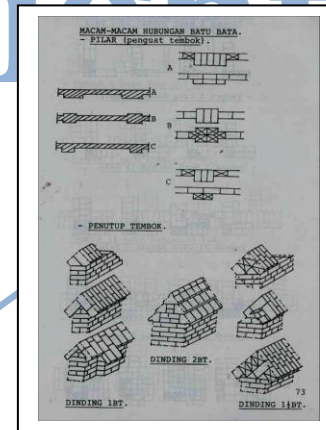 MACAM-MACAM HUBUNGAN BATU BATA.
- PILAR (penguat tembok).
A
A
B
B
C
C
- PENUTUP TEMBOK.
DINDING 2BT.
73
DINDING 1BT.
DINDING 1½BT.